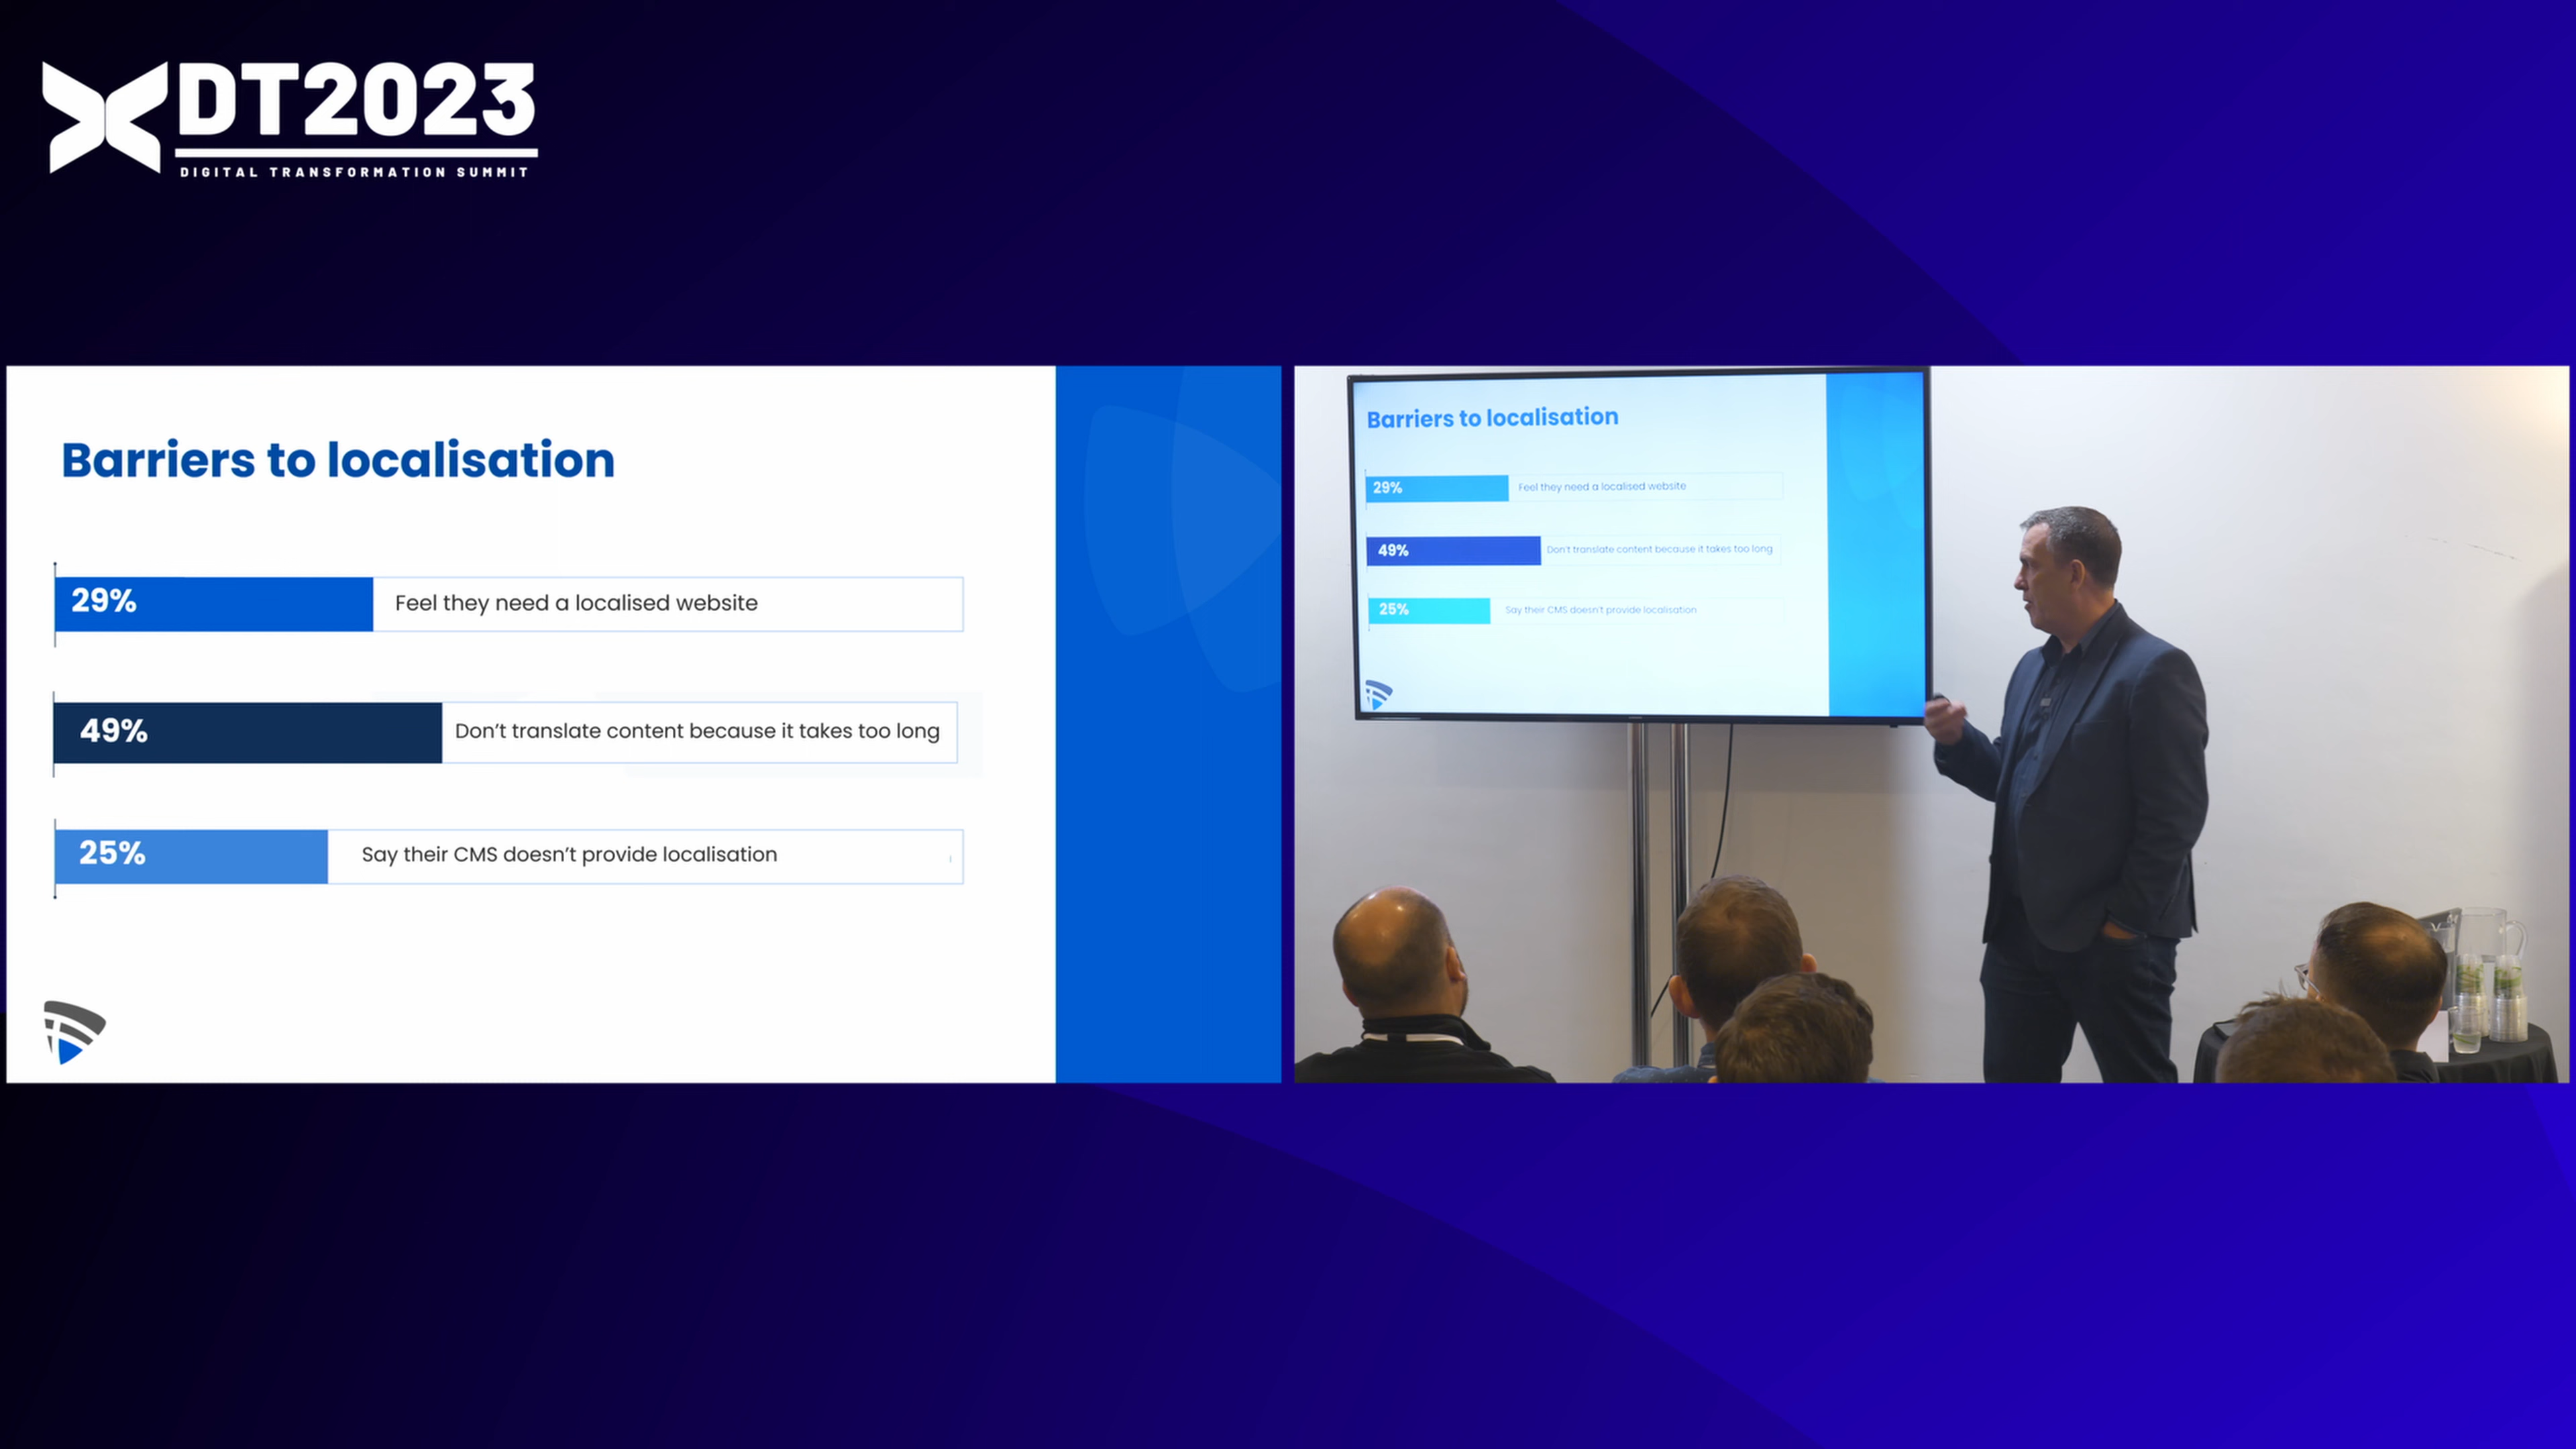 DT2023
DIGITAL TRANSFORMATION SUMMIT
Barriers to localisation
29% Feel they need a localised website
49% Don't translate content because it takes too long
25% Say their CMS doesn't provide localisation
Barriers to localisation
29% Feel they need a localised website
49% Don't translate content because it takes too long
25% Say their CMS doesn't provide localisation